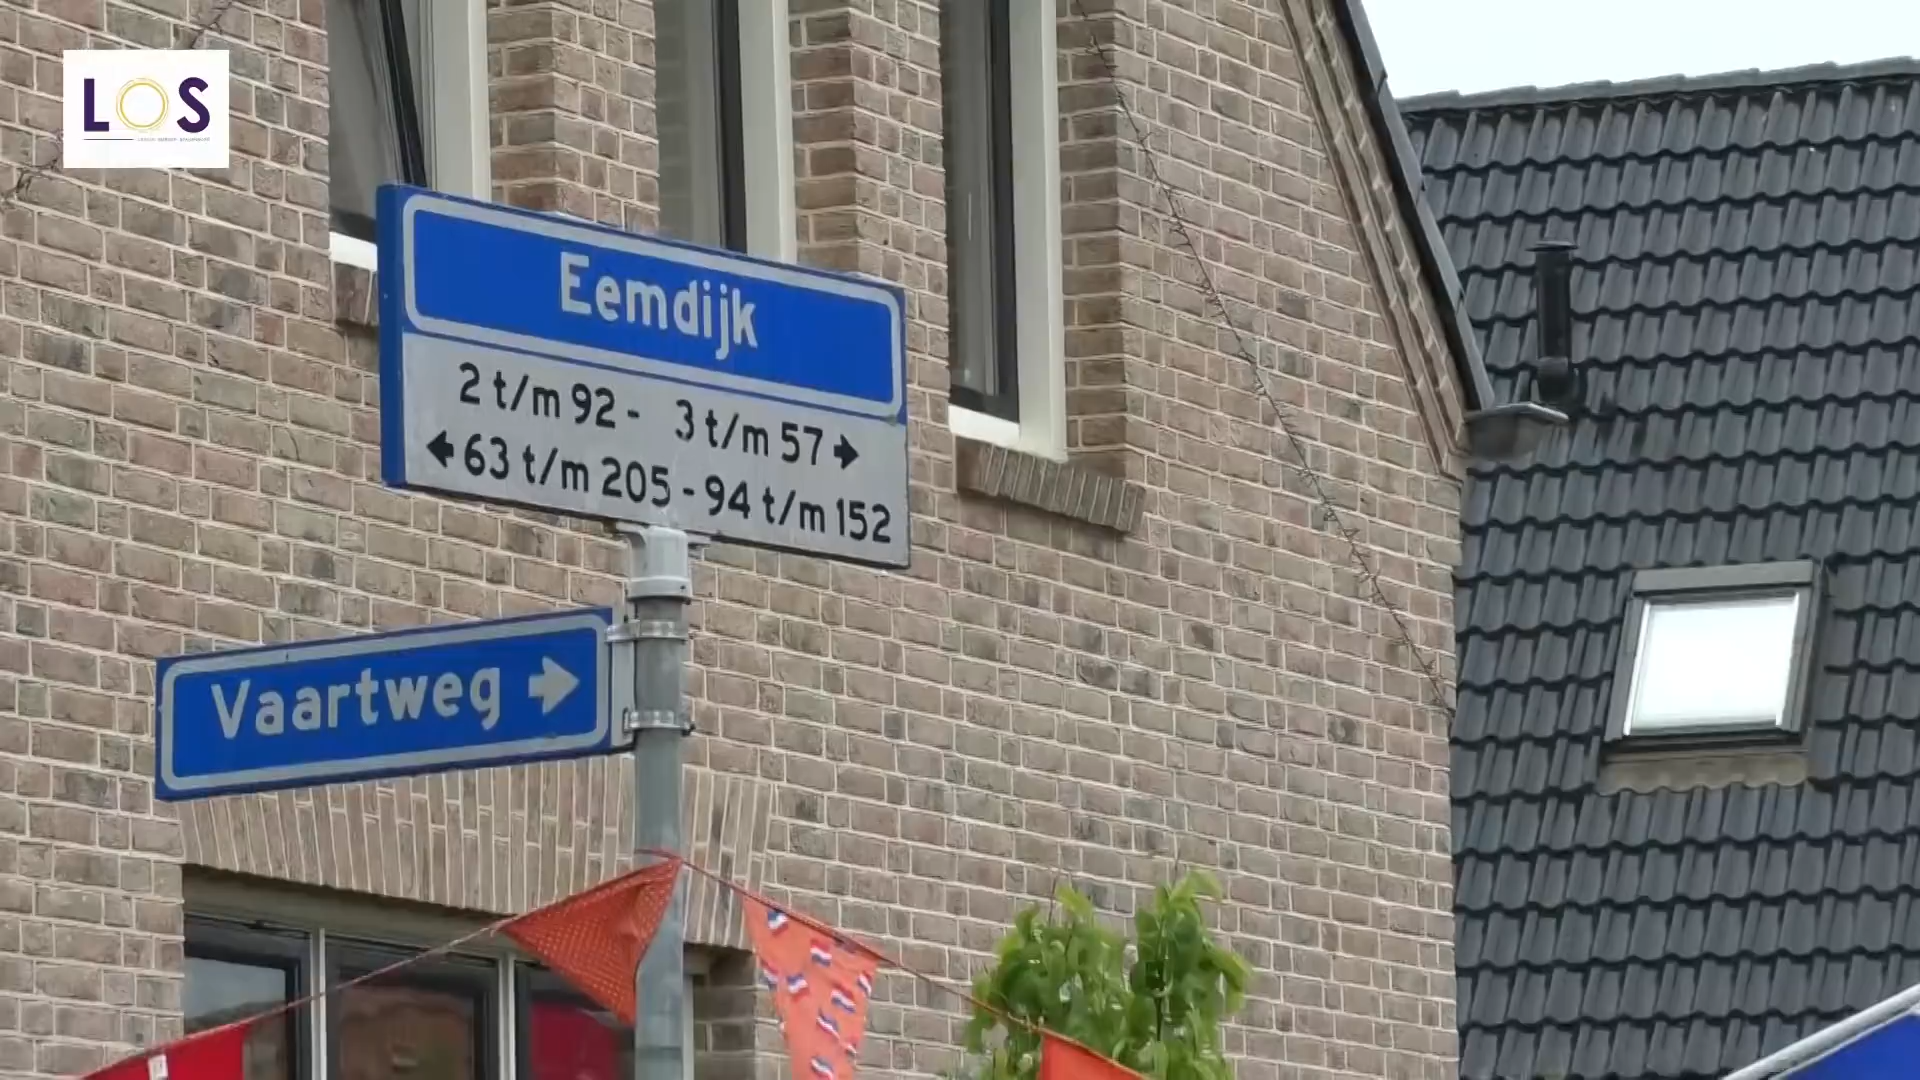 LOS
Eemdijk
2 t/m 92 - 3 t/m 57 →
← 63 t/m 205 - 94 t/m 152
Vaartweg →